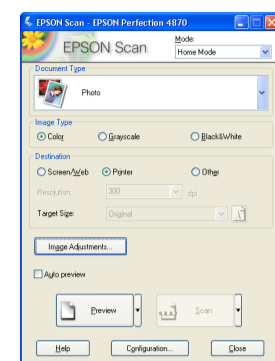 EPSON Scan - EPSON Perfection 4870
EPSON Scan
Mode:
Home Mode
Document Type
Photo
Image Type
Color Grayscale Black&White
Destination
Screen/Web Printer Other
Resolution: 300 dpi
Target Size: Original
Image Adjustments...
Auto preview
Preview Scan
Help Configuration... Close